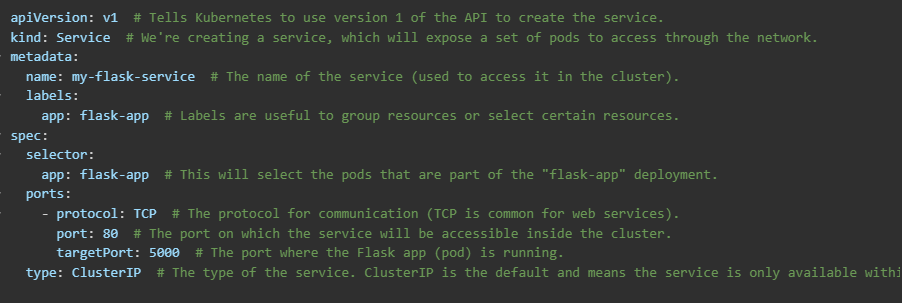 apiVersion: v1  # Tells Kubernetes to use version 1 of the API to create the service.
kind: Service  # We're creating a service, which will expose a set of pods to access through the network.
metadata:
  name: my-flask-service  # The name of the service (used to access it in the cluster).
  labels:
    app: flask-app  # Labels are useful to group resources or select certain resources.
spec:
  selector:
    app: flask-app  # This will select the pods that are part of the "flask-app" deployment.
  ports:
    - protocol: TCP  # The protocol for communication (TCP is common for web services).
      port: 80  # The port on which the service will be accessible inside the cluster.
      targetPort: 5000  # The port where the Flask app (pod) is running.
  type: ClusterIP  # The type of the service. ClusterIP is the default and means the service is only available